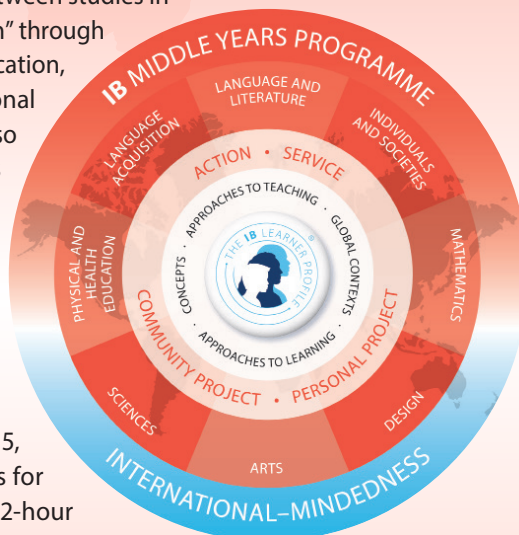 between studies in
” through
ication,
onal
so
5,
s for
2-hour
IB MIDDLE YEARS PROGRAMME
LANGUAGE AND
LITERATURE
INDIVIDUALS
AND SOCIETIES
MATHEMATICS
DESIGN
ARTS
SCIENCES
PHYSICAL AND
HEALTH
EDUCATION
LANGUAGE
ACQUISITION
INTERNATIONAL–MINDEDNESS
ACTION • SERVICE
PERSONAL PROJECT
COMMUNITY PROJECT
APPROACHES TO TEACHING
GLOBAL CONTEXTS
APPROACHES TO LEARNING
CONCEPTS
THE IB LEARNER PROFILE
®